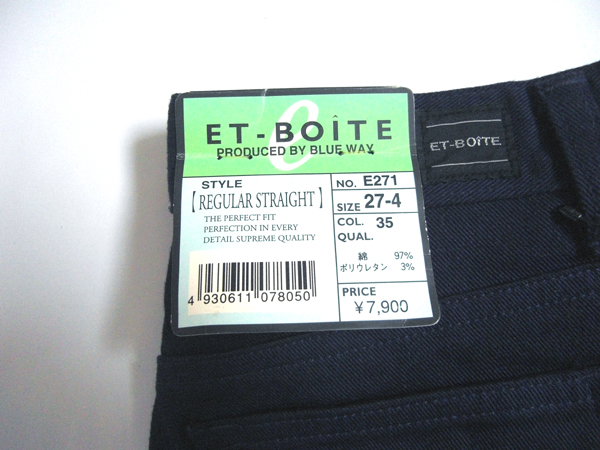 e
ET-BOîTE
PRODUCED BY BLUE WAY
ET-BOîTE
STYLE
【REGULAR STRAIGHT】
THE PERFECT FIT
PERFECTION IN EVERY
DETAIL SUPREME QUALITY
4 930611 078050
NO. E271
SIZE 27-4
COL. 35
QUAL.
綿 97%
ポリウレタン 3%
PRICE
¥7,900